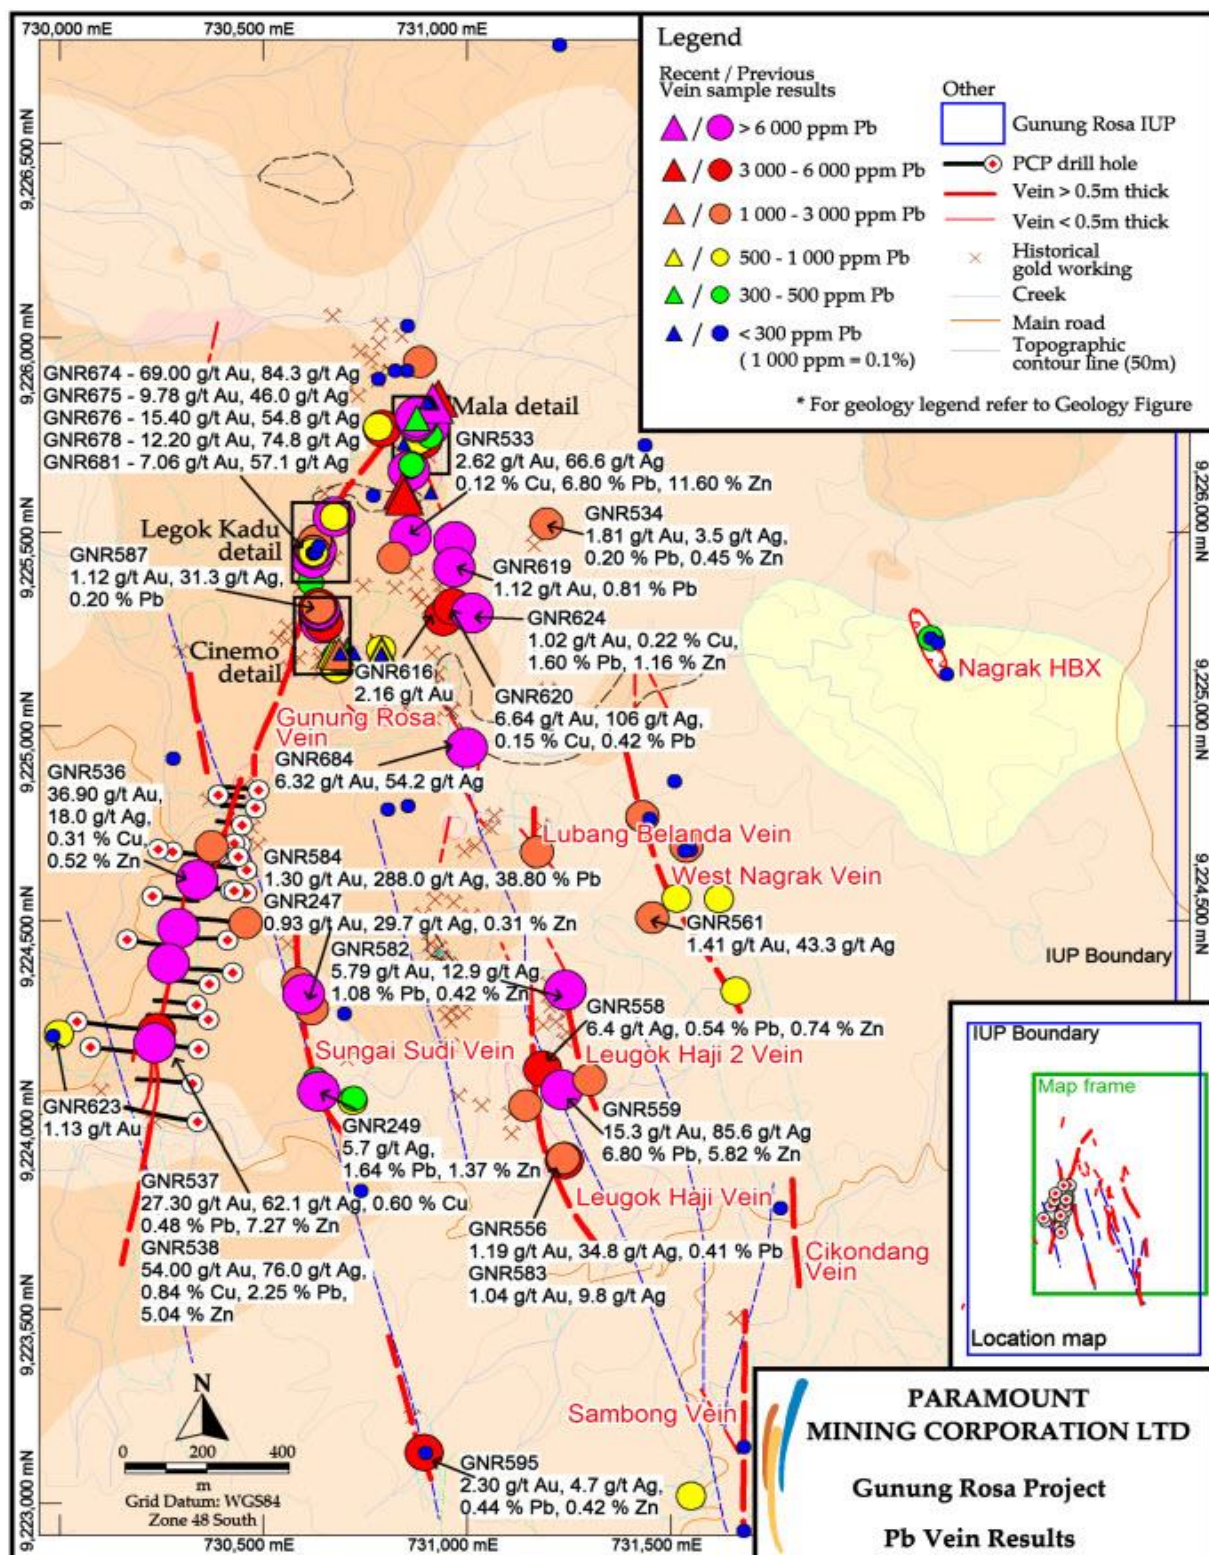 730,000 mE
730,500 mE
731,000 mE
Legend
Recent / Previous
Vein sample results
/ > 6 000 ppm Pb
/ 3 000 - 6 000 ppm Pb
/ 1 000 - 3 000 ppm Pb
/ 500 - 1 000 ppm Pb
/ 300 - 500 ppm Pb
/ < 300 ppm Pb
( 1 000 ppm = 0.1%)
Other
Gunung Rosa IUP
PCP drill hole
Vein > 0.5m thick
Vein < 0.5m thick
Historical
gold working
Creek
Main road
Topographic
contour line (50m)
* For geology legend refer to Geology Figure
9,226,500 mN
9,226,000 mN
9,225,500 mN
9,225,000 mN
9,224,500 mN
9,224,000 mN
9,223,500 mN
9,223,000 mN
GNR674 - 69.00 g/t Au, 84.3 g/t Ag
GNR675 - 9.78 g/t Au, 46.0 g/t Ag
GNR676 - 15.40 g/t Au, 54.8 g/t Ag
GNR678 - 12.20 g/t Au, 74.8 g/t Ag
GNR681 - 7.06 g/t Au, 57.1 g/t Ag
Mala detail
GNR533
2.62 g/t Au, 66.6 g/t Ag
0.12 % Cu, 6.80 % Pb, 11.60 % Zn
Legok Kadu
detail
GNR534
1.81 g/t Au, 3.5 g/t Ag,
0.20 % Pb, 0.45 % Zn
GNR587
1.12 g/t Au, 31.3 g/t Ag,
0.20 % Pb
GNR619
1.12 g/t Au, 0.81 % Pb
GNR624
1.02 g/t Au, 0.22 % Cu,
1.60 % Pb, 1.16 % Zn
Cinemo
detail
GNR616
2.16 g/t Au
GNR620
6.64 g/t Au, 106 g/t Ag,
0.15 % Cu, 0.42 % Pb
Nagrak HBX
Gunung Rosa
Vein
GNR684
6.32 g/t Au, 54.2 g/t Ag
GNR536
36.90 g/t Au,
18.0 g/t Ag,
0.31 % Cu,
0.52 % Zn
Lubang Belanda Vein
GNR584
1.30 g/t Au, 288.0 g/t Ag, 38.80 % Pb
West Nagrak Vein
GNR247
0.93 g/t Au, 29.7 g/t Ag, 0.31 % Zn
GNR561
1.41 g/t Au, 43.3 g/t Ag
GNR582
5.79 g/t Au, 12.9 g/t Ag
1.08 % Pb, 0.42 % Zn
IUP Boundary
GNR558
6.4 g/t Ag, 0.54 % Pb, 0.74 % Zn
Sungai Sudi Vein
Leugok Haji 2 Vein
GNR623
1.13 g/t Au
GNR249
5.7 g/t Ag,
1.64 % Pb, 1.37 % Zn
GNR559
15.3 g/t Au, 85.6 g/t Ag
6.80 % Pb, 5.82 % Zn
GNR537
27.30 g/t Au, 62.1 g/t Ag, 0.60 % Cu
0.48 % Pb, 7.27 % Zn
GNR538
54.00 g/t Au, 76.0 g/t Ag,
0.84 % Cu, 2.25 % Pb,
5.04 % Zn
Leugok Haji Vein
GNR556
1.19 g/t Au, 34.8 g/t Ag, 0.41 % Pb
GNR583
1.04 g/t Au, 9.8 g/t Ag
Cikondang
Vein
Sambong Vein
GNR595
2.30 g/t Au, 4.7 g/t Ag,
0.44 % Pb, 0.42 % Zn
9,226,000 mN
9,225,500 mN
9,225,000 mN
9,224,500 mN
IUP Boundary
Map frame
Location map
N
0 200 400
m
Grid Datum: WGS84
Zone 48 South
730,500 mE
731,000 mE
731,500 mE
PARAMOUNT
MINING CORPORATION LTD
Gunung Rosa Project
Pb Vein Results